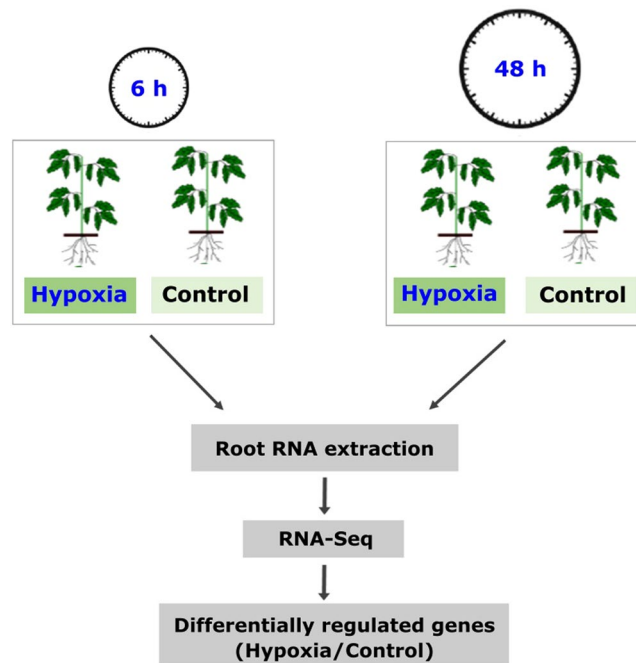 6 h
48 h
Hypoxia
Control
Hypoxia
Control
Root RNA extraction
RNA-Seq
Differentially regulated genes
(Hypoxia/Control)